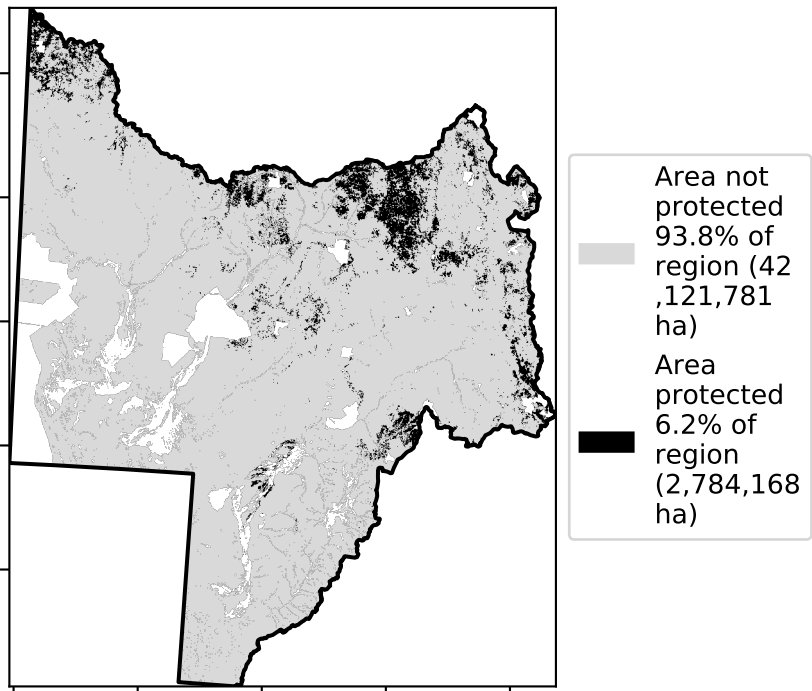 Area not
protected
93.8% of
region (42
,121,781
ha)
Area
protected
6.2% of
region
(2,784,168
ha)